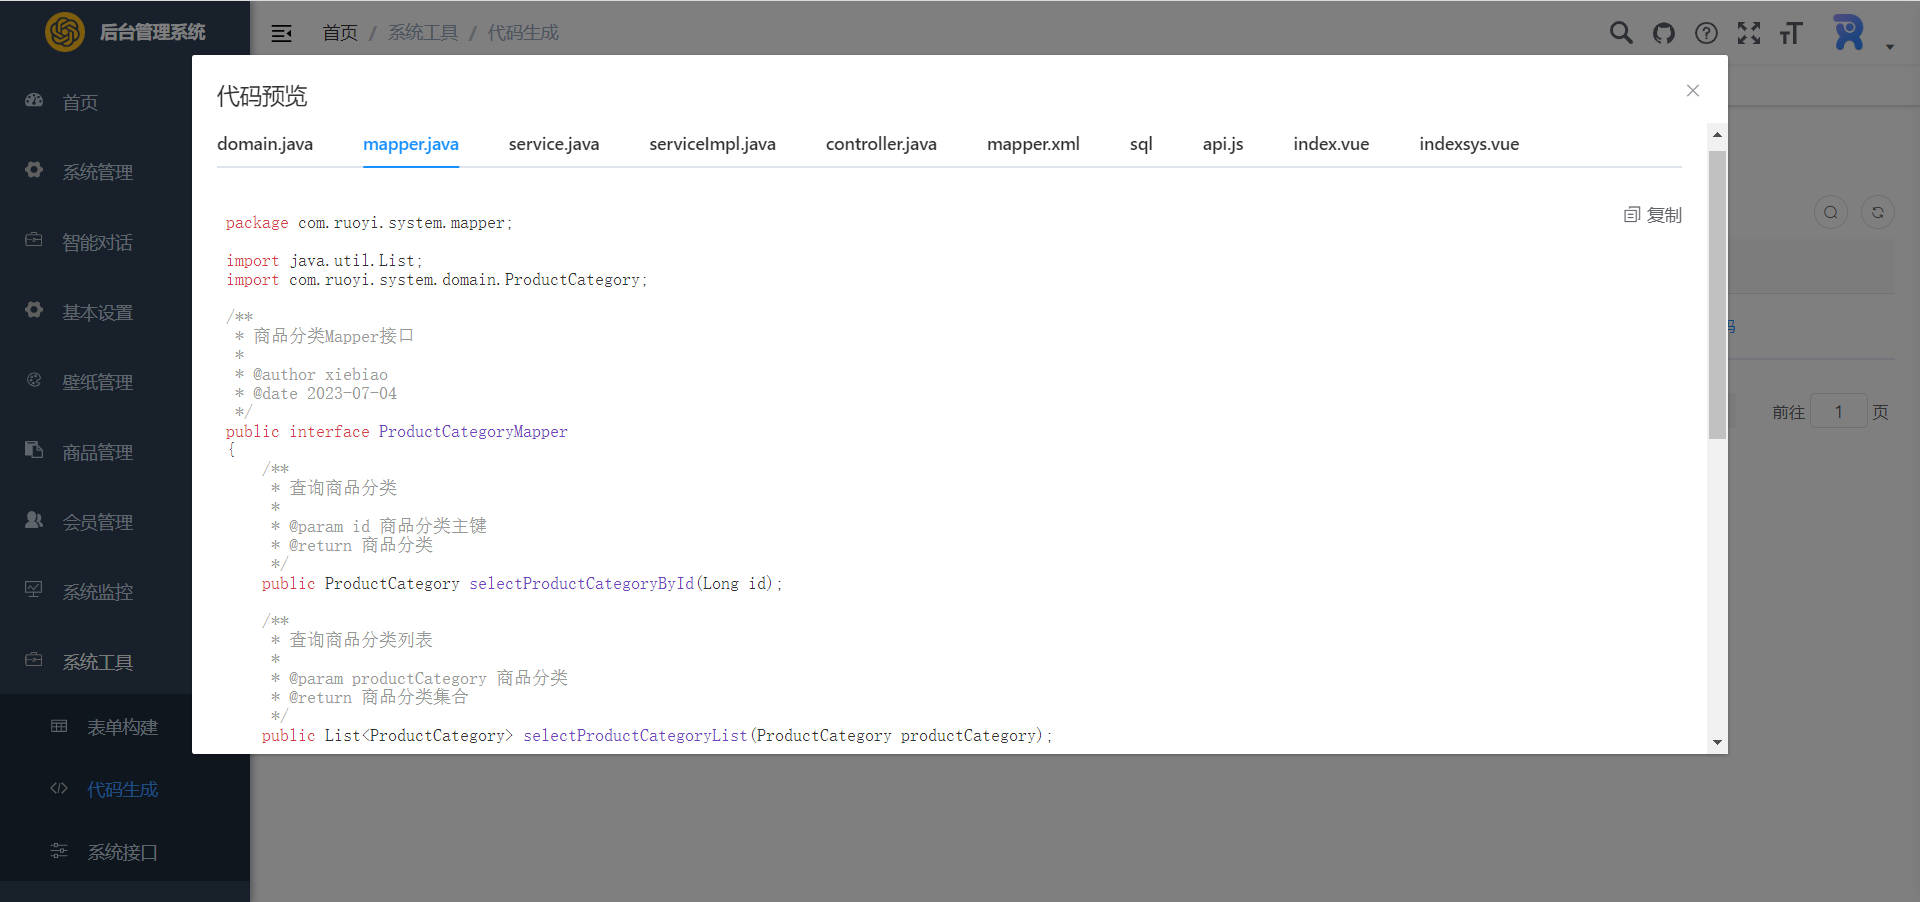 后台管理系统
首页 / 系统工具 / 代码生成
首页
系统管理
智能对话
基本设置
壁纸管理
商品管理
会员管理
系统监控
系统工具
表单构建
代码生成
系统接口
代码预览
domain.java mapper.java service.java serviceImpl.java controller.java mapper.xml sql api.js index.vue indexsys.vue
复制
package com.ruoyi.system.mapper;
import java.util.List;
import com.ruoyi.system.domain.ProductCategory;
/**
 * 商品分类Mapper接口
 *
 * @author xiebiao
 * @date 2023-07-04
 */
public interface ProductCategoryMapper
{
    /**
     * 查询商品分类
     *
     * @param id 商品分类主键
     * @return 商品分类
     */
    public ProductCategory selectProductCategoryById(Long id);
    /**
     * 查询商品分类列表
     *
     * @param productCategory 商品分类
     * @return 商品分类集合
     */
    public List<ProductCategory> selectProductCategoryList(ProductCategory productCategory);
前往 1 页